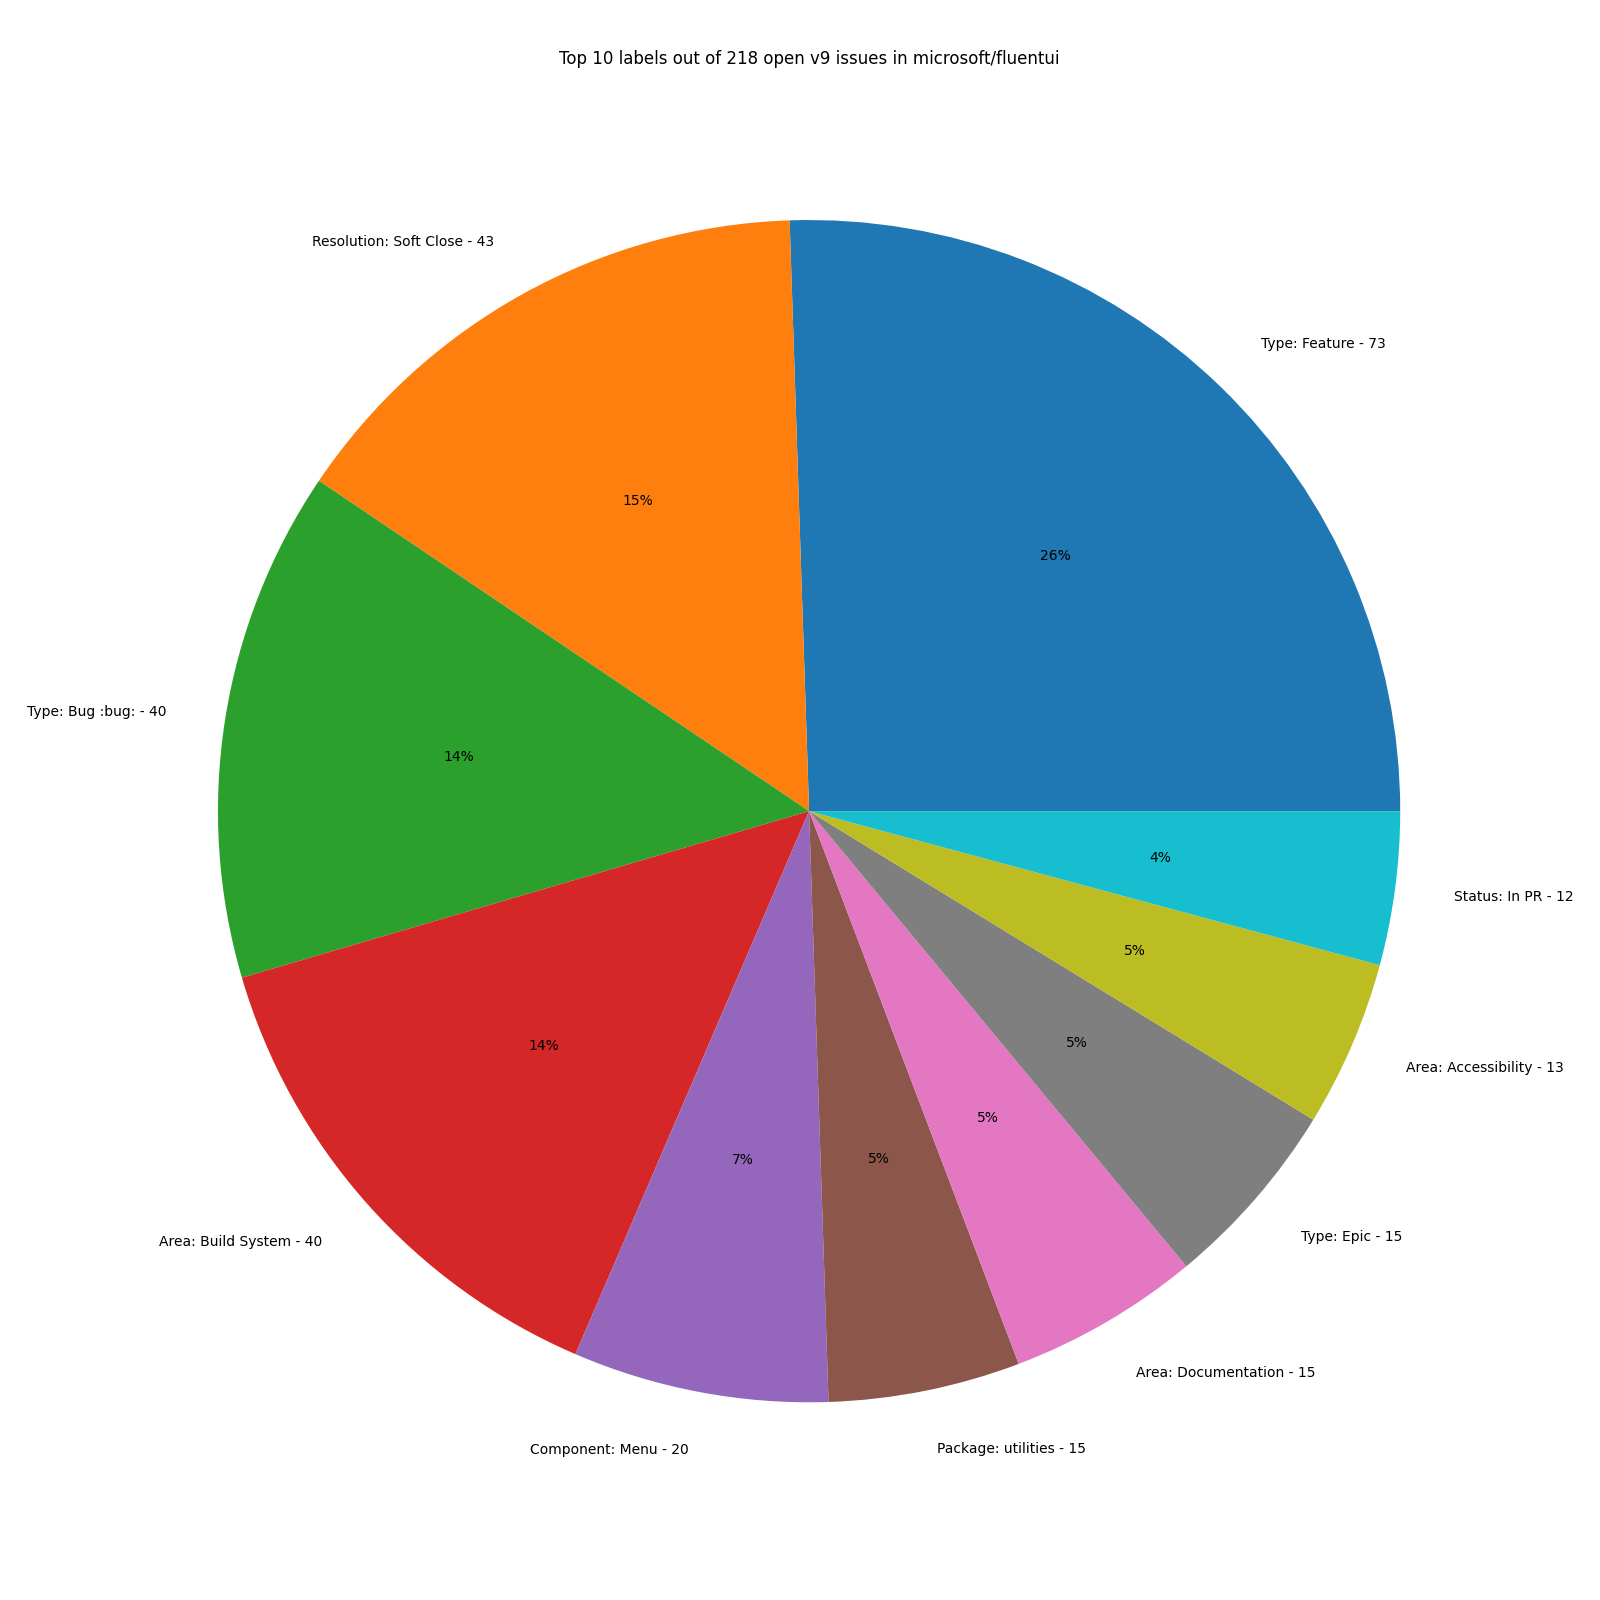 Top 10 labels out of 218 open v9 issues in microsoft/fluentui
Resolution: Soft Close - 43
Type: Feature - 73
15%
26%
Type: Bug :bug: - 40
14%
4%
Status: In PR - 12
5%
14%
5%
Area: Accessibility - 13
5%
7%
5%
Area: Build System - 40
Type: Epic - 15
Area: Documentation - 15
Component: Menu - 20
Package: utilities - 15